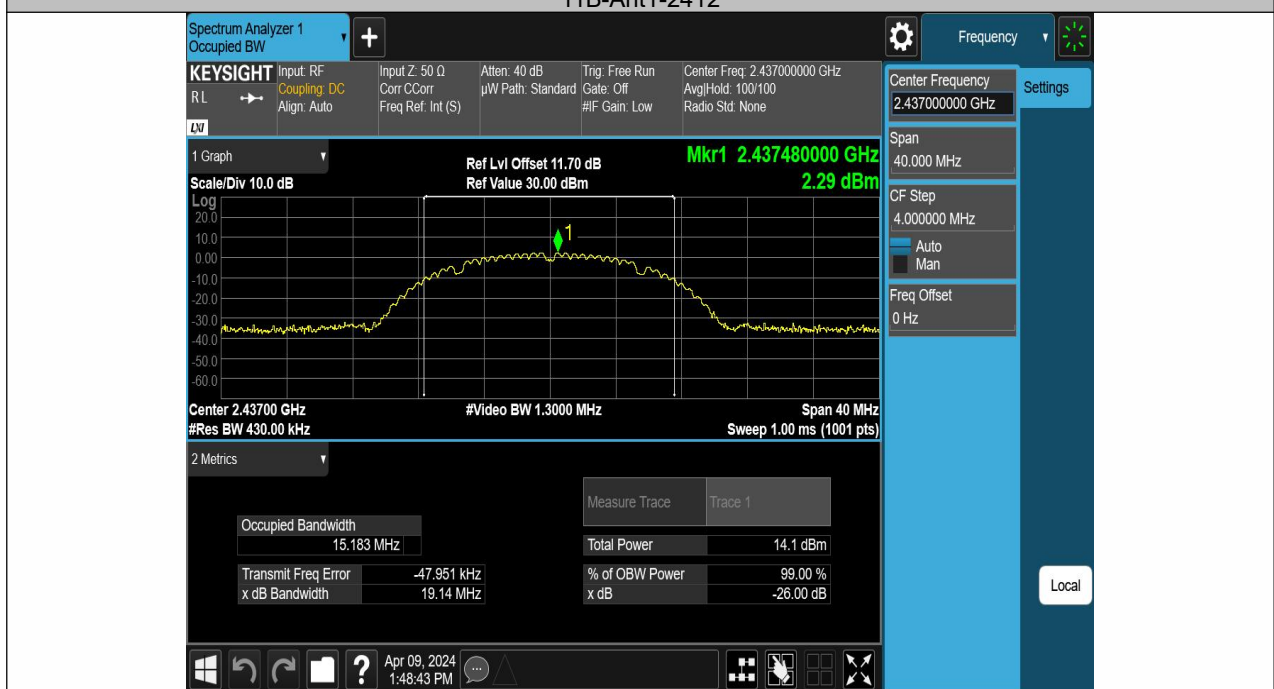 11B-Ant1-2412
Spectrum Analyzer 1
Occupied BW
+
Frequency
KEYSIGHT
RL
LXI
Input: RF
Coupling: DC
Align: Auto
Input Z: 50 Ω
Corr CCorr
Freq Ref: Int (S)
Atten: 40 dB
µW Path: Standard
Trig: Free Run
Gate: Off
#IF Gain: Low
Center Freq: 2.437000000 GHz
Avg|Hold: 100/100
Radio Std: None
Center Frequency
2.437000000 GHz
Settings
Span
40.000 MHz
CF Step
4.000000 MHz
Auto
Man
Freq Offset
0 Hz
Local
1 Graph
Scale/Div 10.0 dB
Ref Lvl Offset 11.70 dB
Ref Value 30.00 dBm
Mkr1 2.437480000 GHz
2.29 dBm
Log
20.0
10.0
0.00
-10.0
-20.0
-30.0
-40.0
-50.0
-60.0
1
Center 2.43700 GHz
#Video BW 1.3000 MHz
Span 40 MHz
#Res BW 430.00 kHz
Sweep 1.00 ms (1001 pts)
2 Metrics
Measure Trace Trace 1
Occupied Bandwidth
15.183 MHz
Total Power 14.1 dBm
Transmit Freq Error -47.951 kHz
% of OBW Power 99.00 %
x dB Bandwidth 19.14 MHz
x dB -26.00 dB
?
Apr 09, 2024
1:48:43 PM